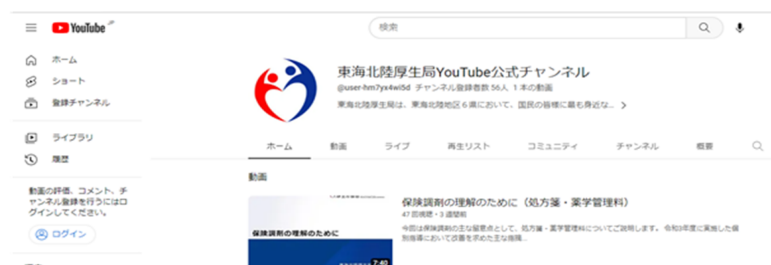 YouTube JP
検索
ホーム
ショート
登録チャンネル
ライブラリ
履歴
動画の評価、コメント、チ
ャンネル登録を行うにはロ
グインしてください。
ログイン
東海北陸厚生局YouTube公式チャンネル
@user-hm7yx4wi5d チャンネル登録者数 56人 1 本の動画
東海北陸厚生局は、東海北陸地区６県において、国民の皆様に最も身近な...
ホーム 動画 ライブ 再生リスト コミュニティ チャンネル 概要
動画
保険調剤の理解のために
7:40
保険調剤の理解のために（処方箋・薬学管理料）
47 回視聴・3 週間前
今回は保険調剤の主な留意点として、処方箋・薬学管理料についてご説明します。 令和3年度に実施した個
別指導において改善を求めた主な指摘...